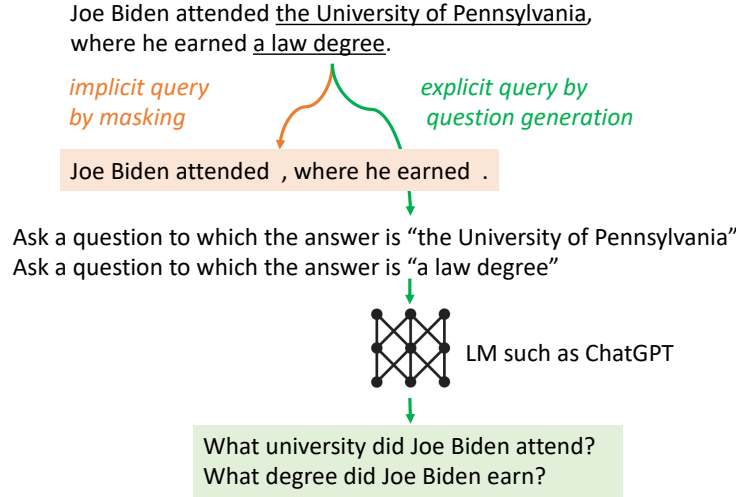 Joe Biden attended the University of Pennsylvania,
where he earned a law degree.
implicit query
by masking
explicit query by
question generation
Joe Biden attended , where he earned .
Ask a question to which the answer is “the University of Pennsylvania”
Ask a question to which the answer is “a law degree”
LM such as ChatGPT
What university did Joe Biden attend?
What degree did Joe Biden earn?